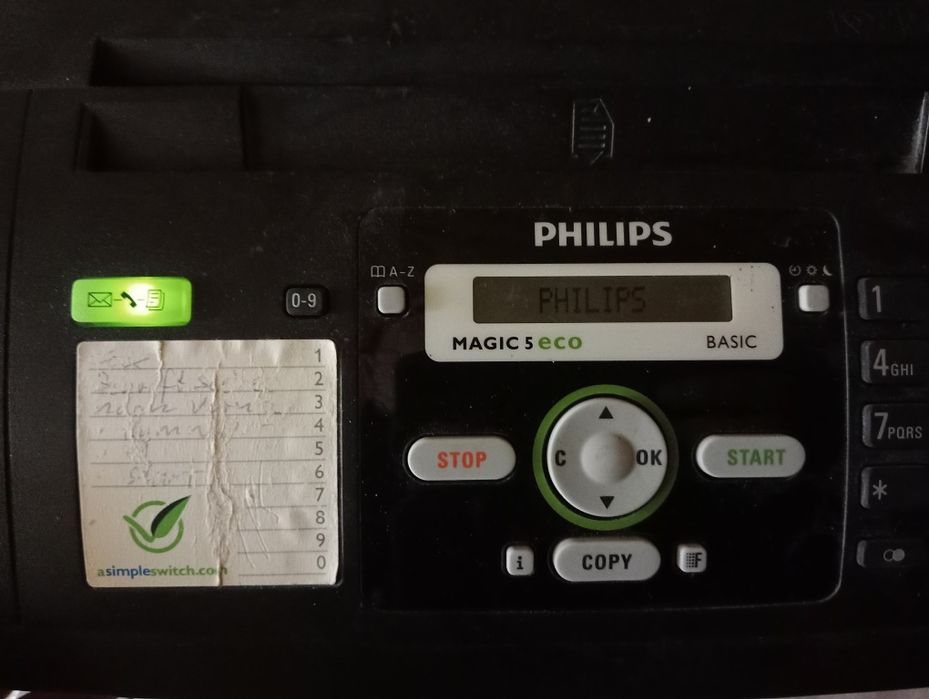 PHILIPS
A-Z
0-9
PHILIPS
MAGIC 5 eco BASIC
1
2
3
4
5
6
7
8
9
0
asimpleswitch.com
STOP
C
OK
START
i
COPY
F
1
4GHI
7PQRS
*